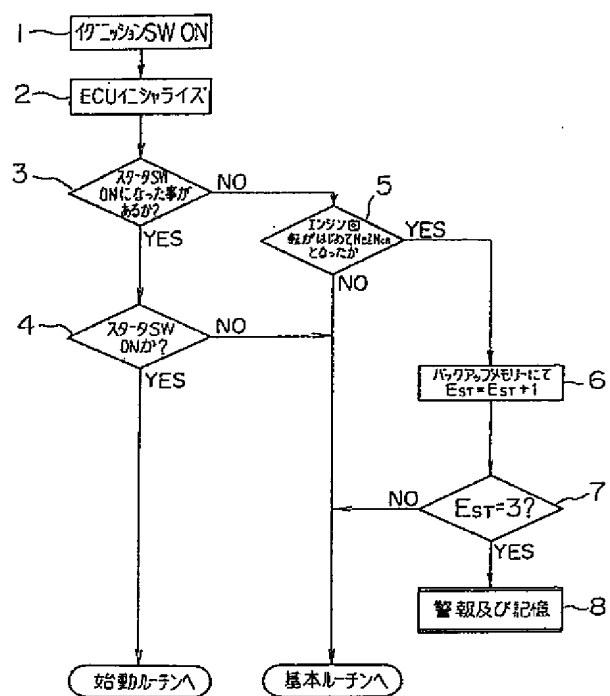 1
イグニッションSW ON
2
ECUイニシャライズ
3
スタータSW
ONになった事が
あるか?
NO
YES
5
エンジン回
転がはじめて
となったか
YES
NO
4
スタータSW
ONか?
NO
YES
バックアップメモリーにて
EST=EST+1
6
7
EST=3?
NO
YES
警報及び記憶
8
始動ルーチンへ
基本ルーチンへ